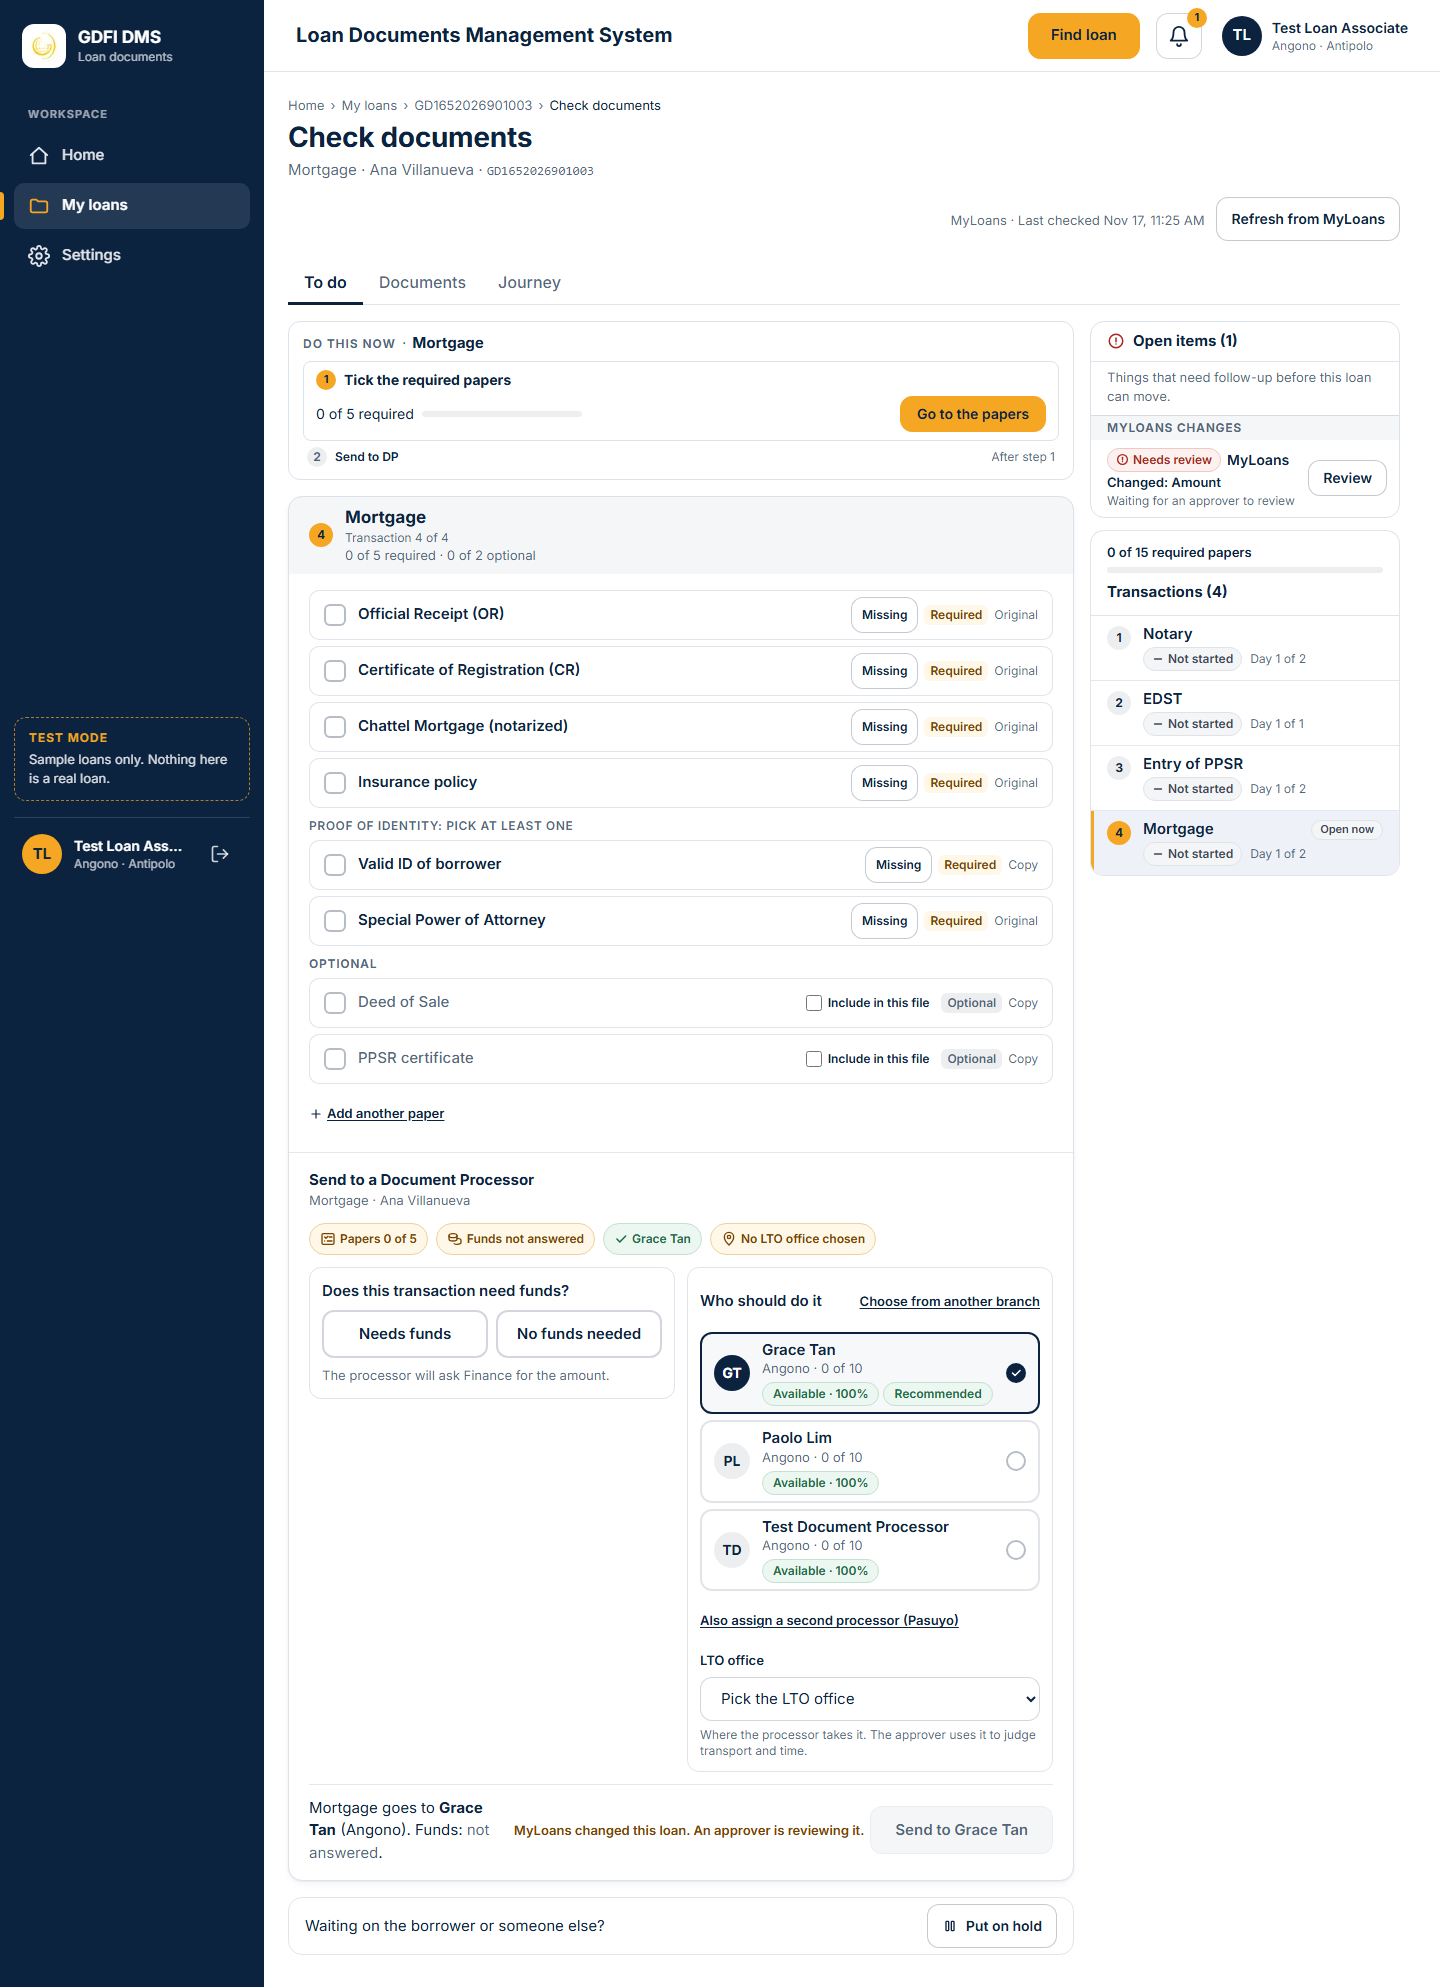 GDFI DMS
Loan documents
WORKSPACE
Home
My loans
Settings
TEST MODE
Sample loans only. Nothing here
is a real loan.
TL
Test Loan Ass...
Angono · Antipolo
Loan Documents Management System
Find loan
1
TL
Test Loan Associate
Angono · Antipolo
Home › My loans › GD1652026901003 › Check documents
Check documents
Mortgage · Ana Villanueva · GD1652026901003
MyLoans · Last checked Nov 17, 11:25 AM
Refresh from MyLoans
To do
Documents
Journey
DO THIS NOW · Mortgage
1 Tick the required papers
0 of 5 required
Go to the papers
2 Send to DP
After step 1
4
Mortgage
Transaction 4 of 4
0 of 5 required · 0 of 2 optional
Official Receipt (OR) Missing Required Original
Certificate of Registration (CR) Missing Required Original
Chattel Mortgage (notarized) Missing Required Original
Insurance policy Missing Required Original
PROOF OF IDENTITY: PICK AT LEAST ONE
Valid ID of borrower Missing Required Copy
Special Power of Attorney Missing Required Original
OPTIONAL
Deed of Sale Include in this file Optional Copy
PPSR certificate Include in this file Optional Copy
+ Add another paper
Send to a Document Processor
Mortgage · Ana Villanueva
Papers 0 of 5
Funds not answered
Grace Tan
No LTO office chosen
Does this transaction need funds?
Needs funds
No funds needed
The processor will ask Finance for the amount.
Who should do it
Choose from another branch
GT
Grace Tan
Angono · 0 of 10
Available · 100%
Recommended
PL
Paolo Lim
Angono · 0 of 10
Available · 100%
TD
Test Document Processor
Angono · 0 of 10
Available · 100%
Also assign a second processor (Pasuyo)
LTO office
Pick the LTO office
Where the processor takes it. The approver uses it to judge
transport and time.
Mortgage goes to Grace
Tan (Angono). Funds: not
answered.
MyLoans changed this loan. An approver is reviewing it.
Send to Grace Tan
Waiting on the borrower or someone else?
Put on hold
Open items (1)
Things that need follow-up before this loan
can move.
MYLOANS CHANGES
Needs review MyLoans
Changed: Amount
Waiting for an approver to review
Review
0 of 15 required papers
Transactions (4)
1 Notary
– Not started Day 1 of 2
2 EDST
– Not started Day 1 of 1
3 Entry of PPSR
– Not started Day 1 of 2
4 Mortgage Open now
– Not started Day 1 of 2